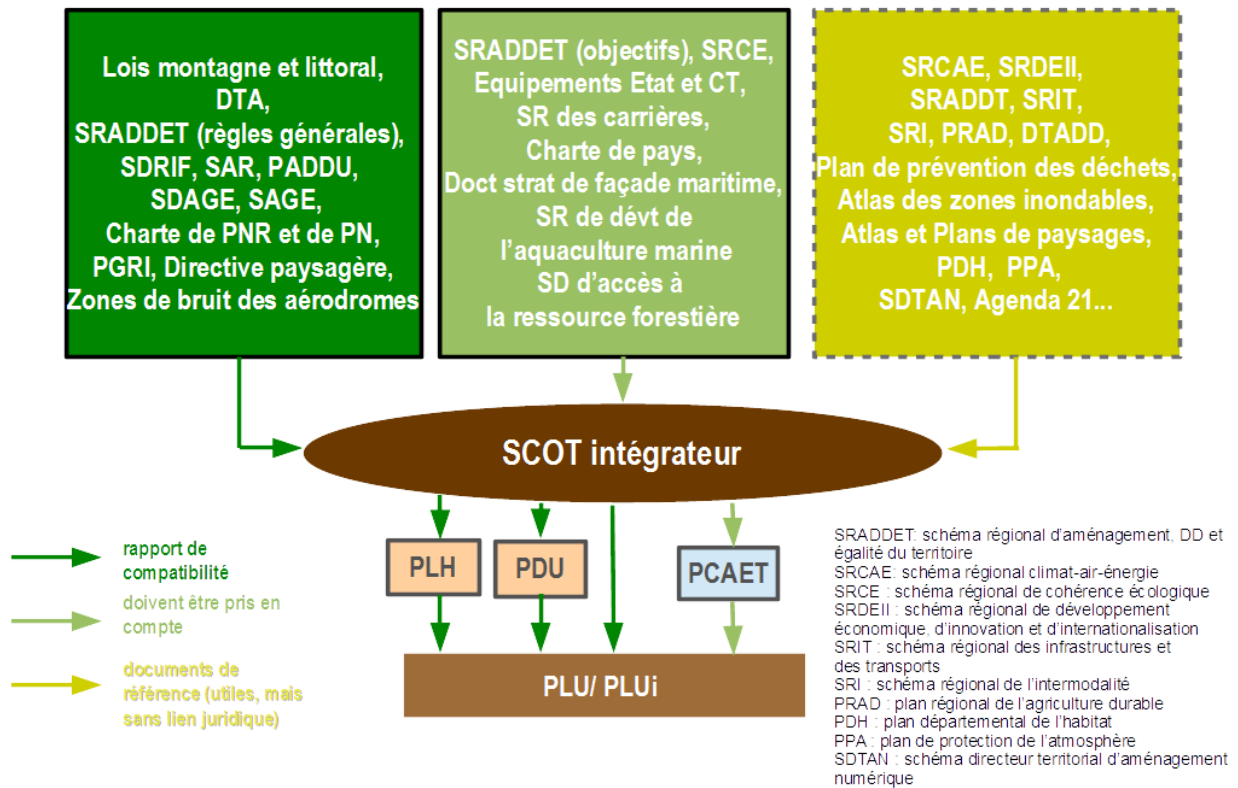 Lois montagne et littoral,
DTA,
SRADDET (règles générales),
SDRIF, SAR, PADDU,
SDAGE, SAGE,
Charte de PNR et de PN,
PGRI, Directive paysagère,
Zones de bruit des aérodromes
SRADDET (objectifs), SRCE,
Equipements Etat et CT,
SR des carrières,
Charte de pays,
Doct strat de façade maritime,
SR de dévt de
l’aquaculture marine
SD d’accès à
la ressource forestière
SRCAE, SRDEII,
SRADDT, SRIT,
SRI, PRAD, DTADD,
Plan de prévention des déchets,
Atlas des zones inondables,
Atlas et Plans de paysages,
PDH, PPA,
SDTAN, Agenda 21...
SCOT intégrateur
PLH
PDU
PCAET
PLU/ PLUi
rapport de
compatibilité
doivent être pris en
compte
documents de
référence (utiles, mais
sans lien juridique)
SRADDET: schéma régional d’aménagement, DD et
égalité du territoire
SRCAE: schéma régional climat-air-énergie
SRCE : schéma régional de cohérence écologique
SRDEII : schéma régional de développement
économique, d’innovation et d’internationalisation
SRIT : schéma régional des infrastructures et
des transports
SRI : schéma régional de l’intermodalité
PRAD : plan régional de l’agriculture durable
PDH : plan départemental de l’habitat
PPA : plan de protection de l’atmosphère
SDTAN : schéma directeur territorial d’aménagement
numérique